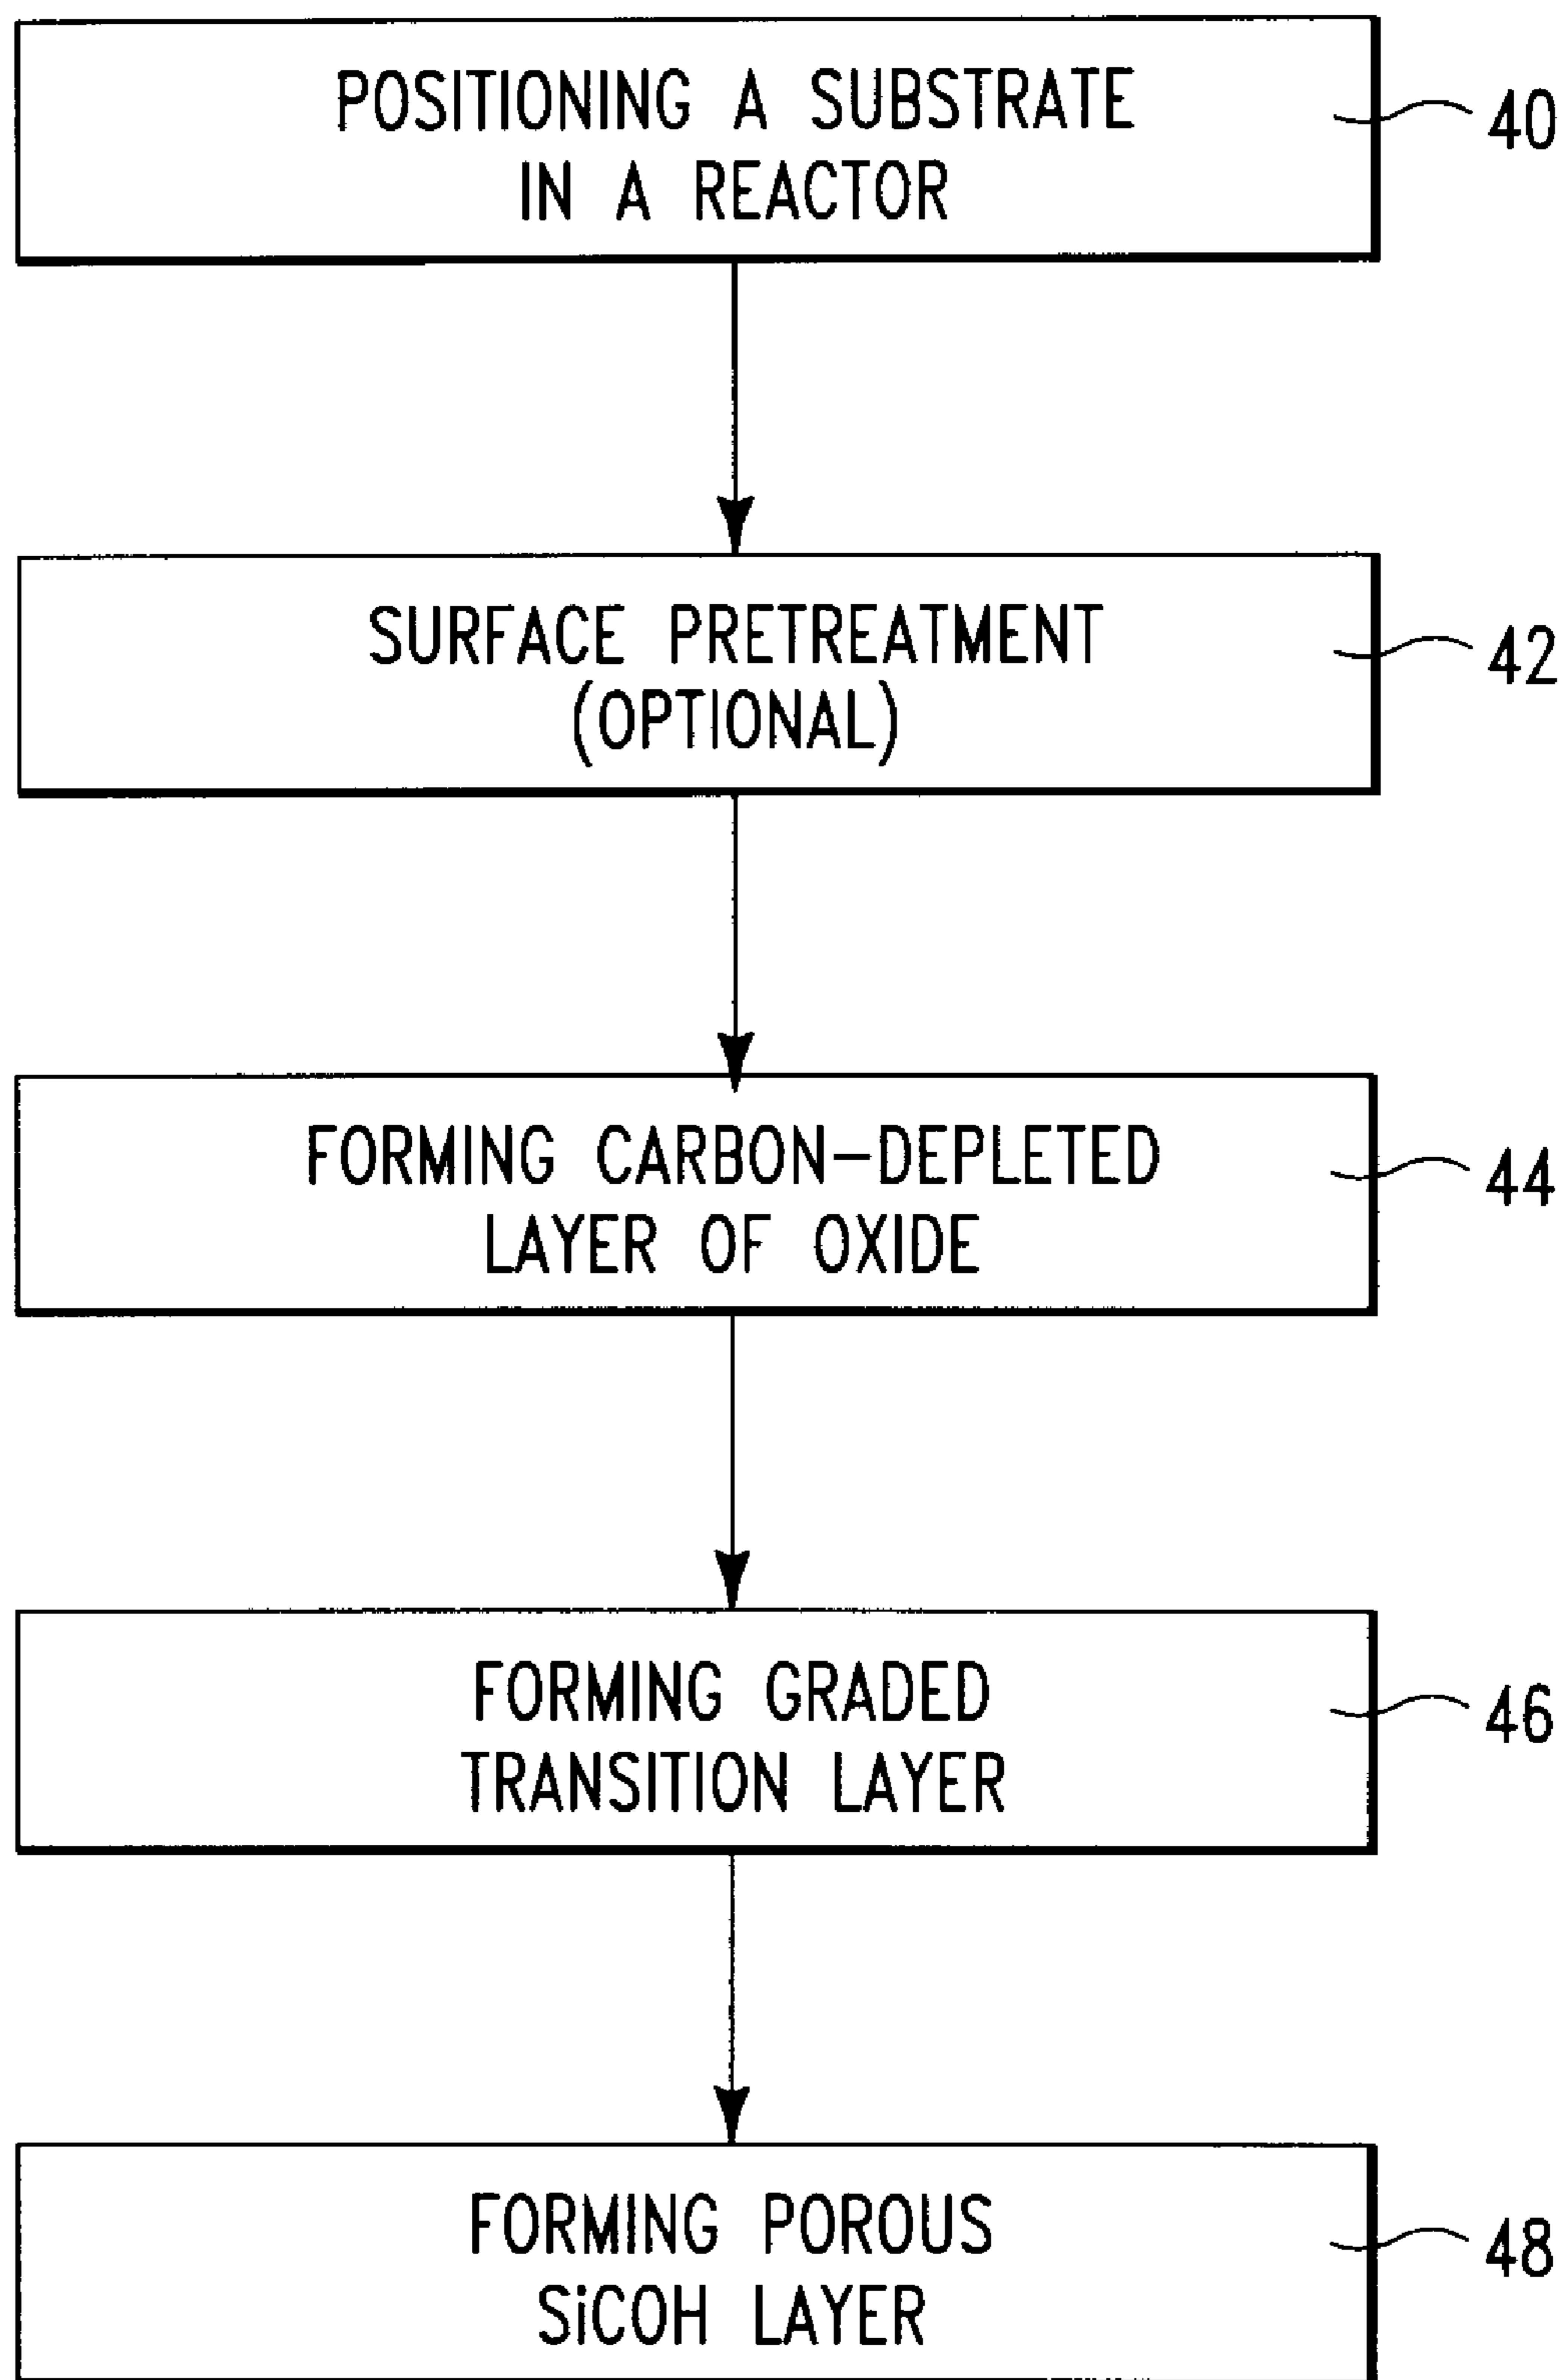 POSITIONING A SUBSTRATE
IN A REACTOR
40
SURFACE PRETREATMENT
(OPTIONAL)
42
FORMING CARBON-DEPLETED
LAYER OF OXIDE
44
FORMING GRADED
TRANSITION LAYER
46
FORMING POROUS
SiCOH LAYER
48